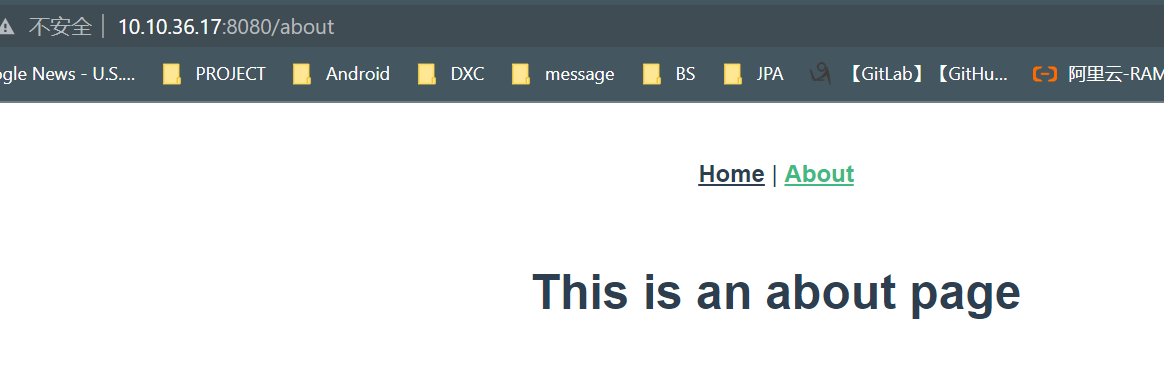 不安全 | 10.10.36.17:8080/about
ogle News - U.S.... PROJECT Android DXC message BS JPA 【GitLab】【GitHu... 阿里云-RAM
Home | About
This is an about page